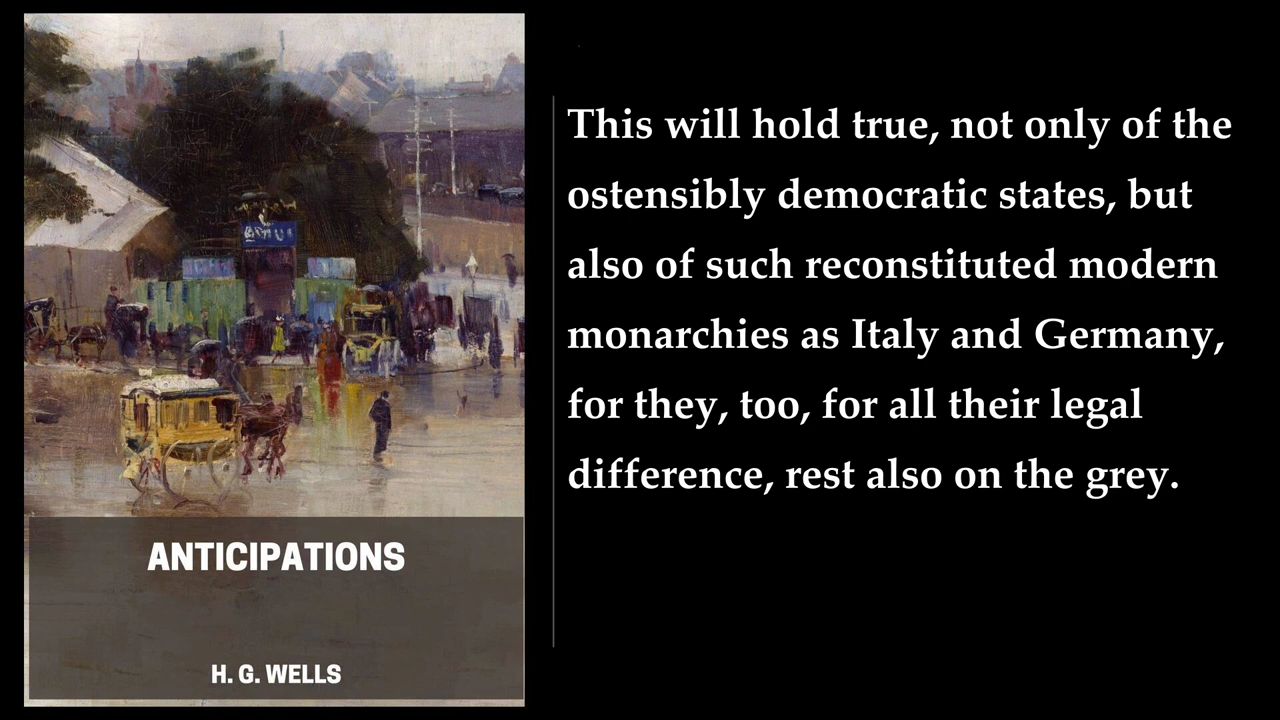 ANTICIPATIONS
H. G. WELLS
This will hold true, not only of the
ostensibly democratic states, but
also of such reconstituted modern
monarchies as Italy and Germany,
for they, too, for all their legal
difference, rest also on the grey.